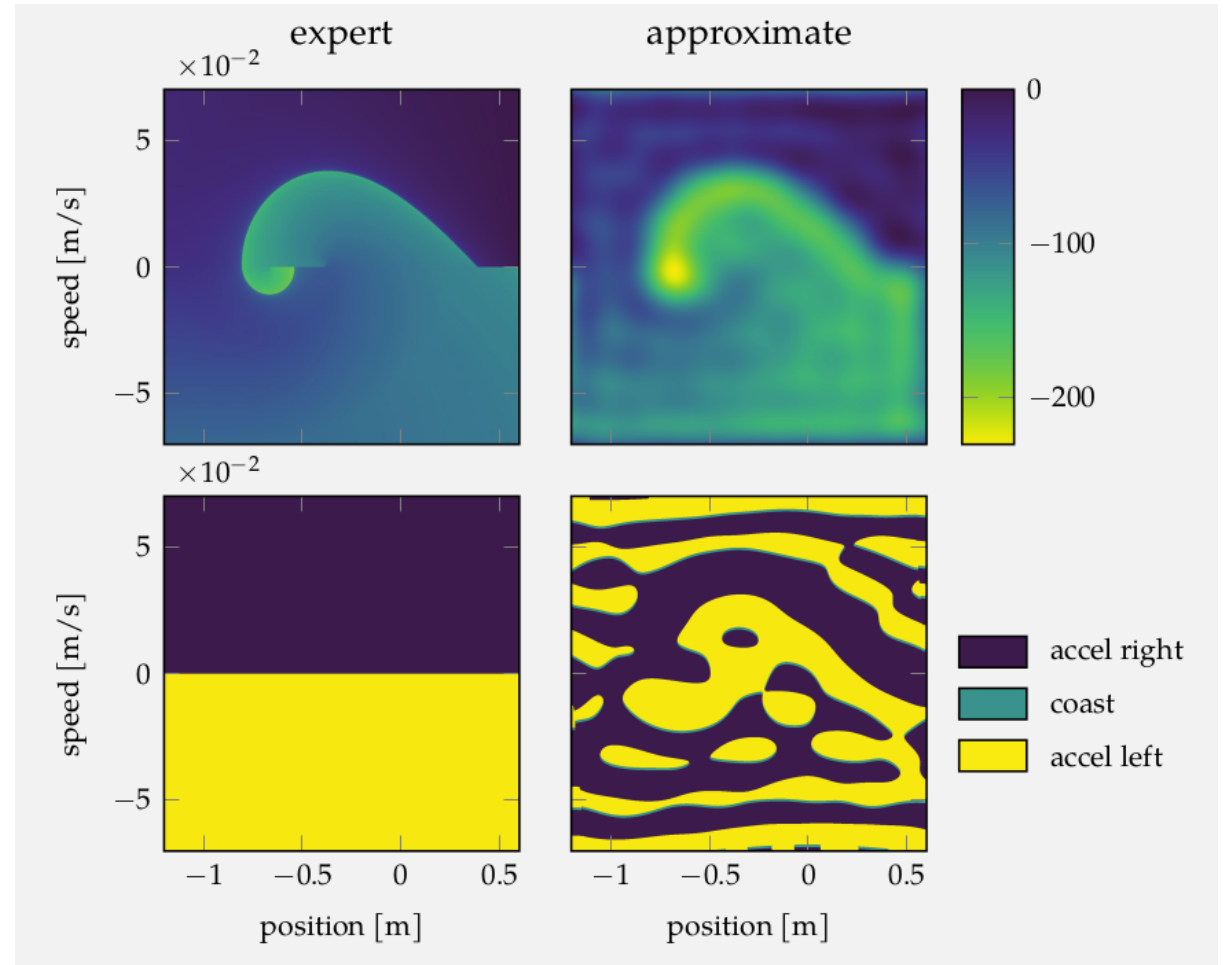 expert
approximate
×10−2
5
0
−5
speed [m/s]
0
−100
−200
×10−2
5
0
−5
speed [m/s]
−1
−0.5
0
0.5
position [m]
−1
−0.5
0
0.5
position [m]
accel right
coast
accel left